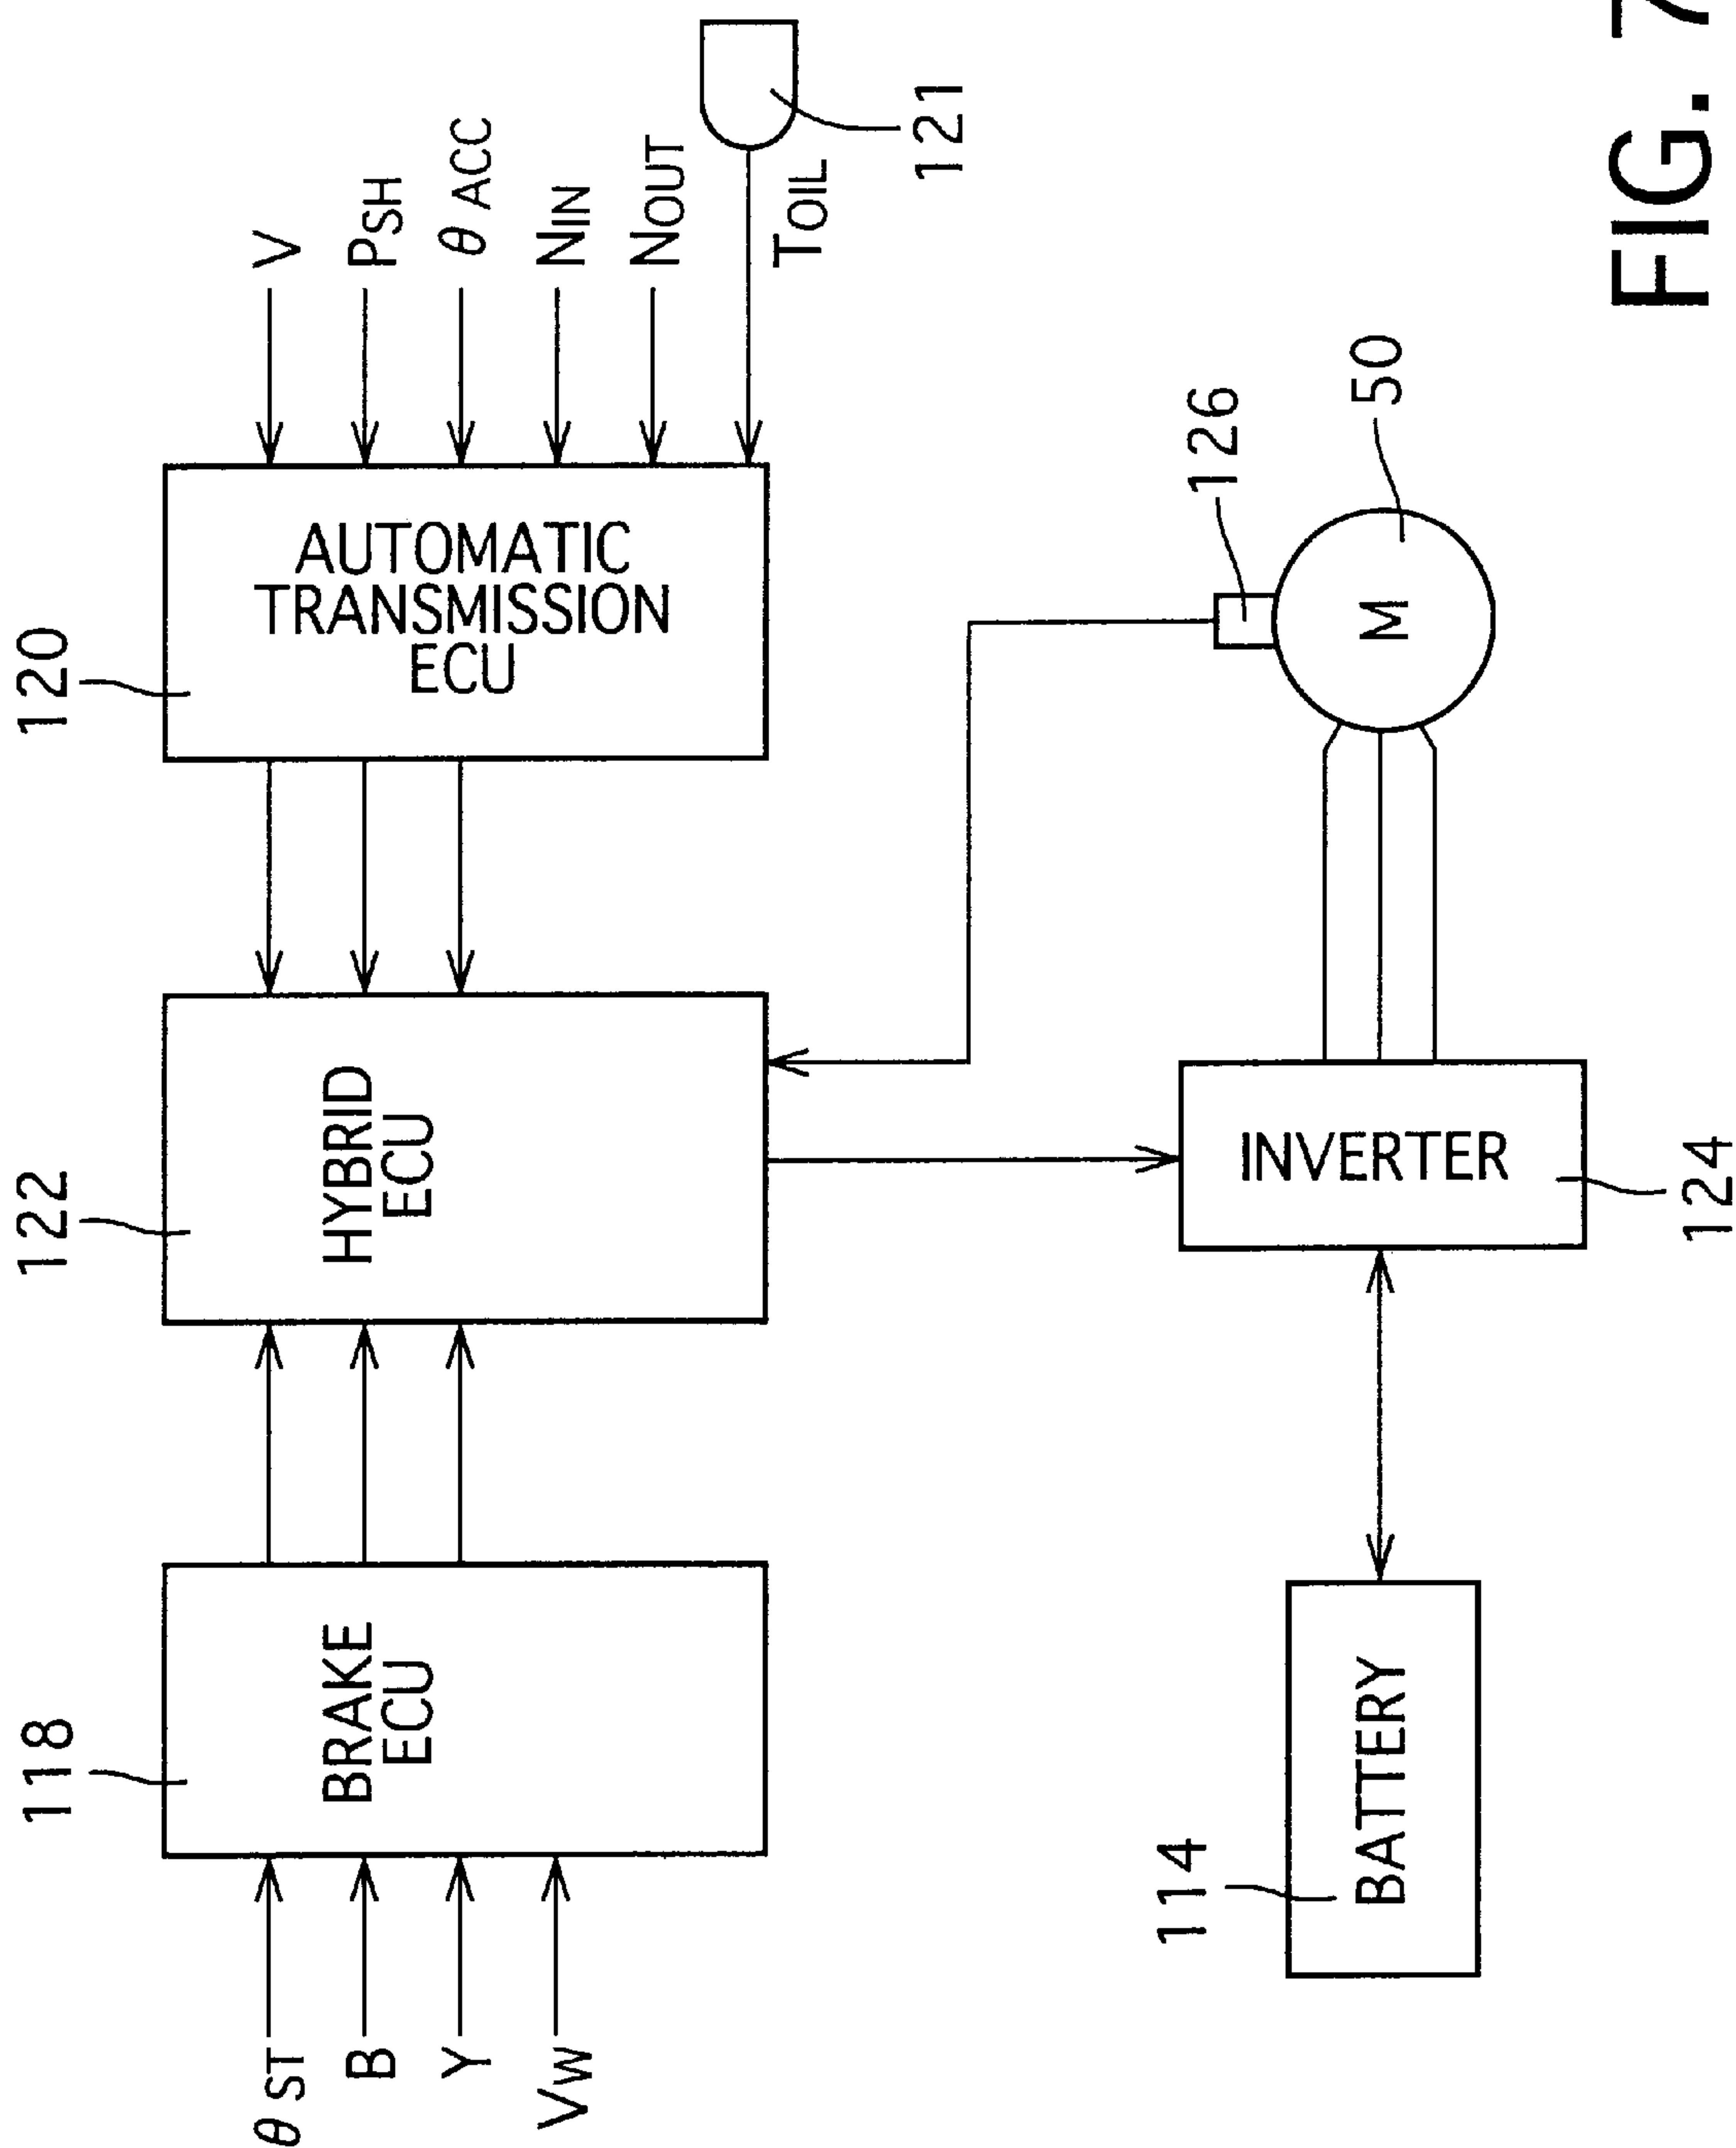 118
122
120
θ ST
B
Y
VW
BRAKE
ECU
HYBRID
ECU
AUTOMATIC
TRANSMISSION
ECU
V
PSH
θ ACC
NIN
NOUT
TOIL
121
114
BATTERY
INVERTER
124
126
M
50
FIG. 7